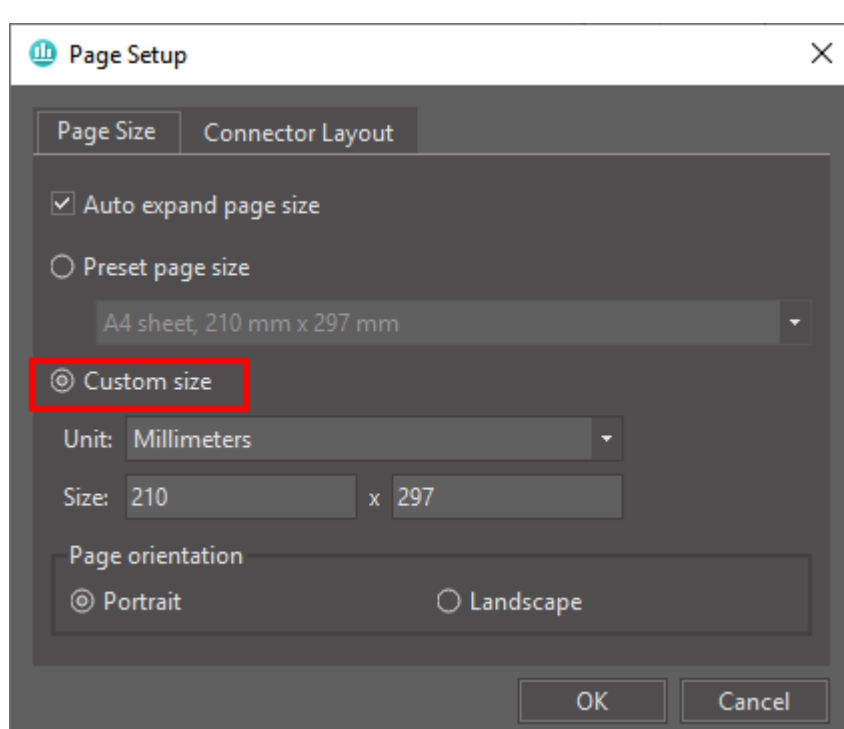 Page Setup
Page Size Connector Layout
Auto expand page size
Preset page size
A4 sheet, 210 mm x 297 mm
Custom size
Unit: Millimeters
Size: 210 x 297
Page orientation
Portrait Landscape
OK Cancel